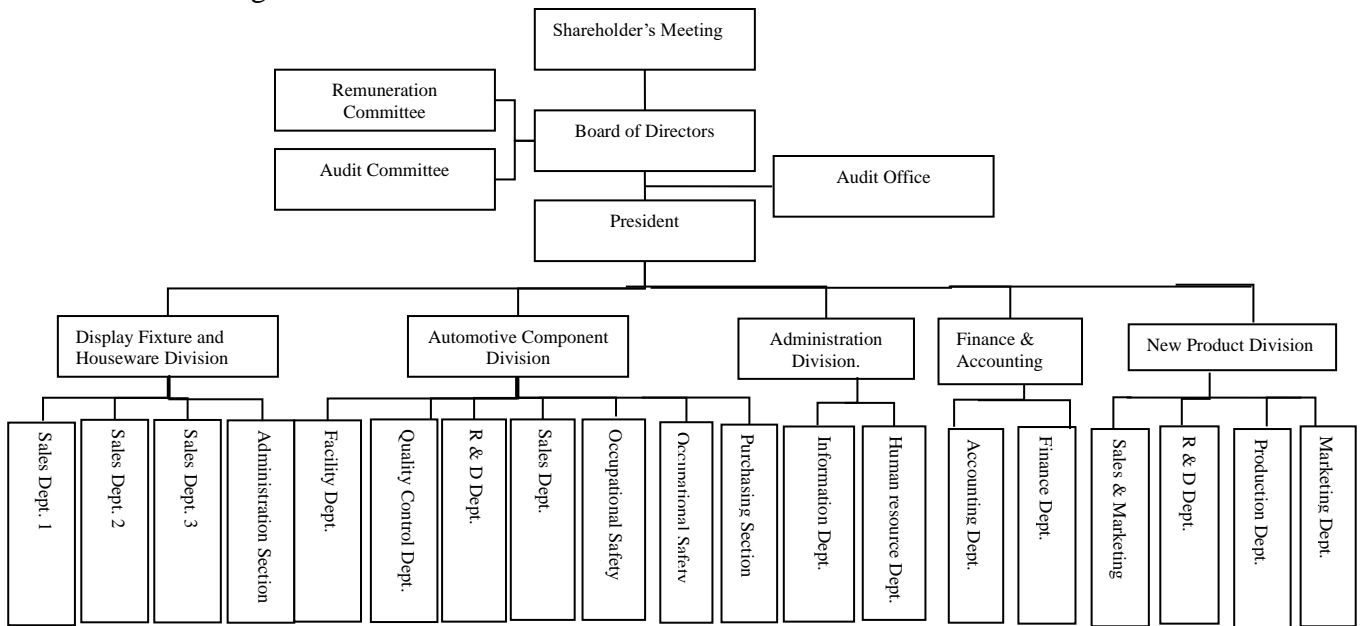 Shareholder's Meeting
Remuneration
Committee
Board of Directors
Audit Committee
Audit Office
President
Display Fixture and
Houseware Division
Automotive Component
Division
Administration
Division.
Finance &
Accounting
New Product Division
Sales Dept. 1
Sales Dept. 2
Sales Dept. 3
Administration Section
Facility Dept.
Quality Control Dept.
R & D Dept.
Sales Dept.
Occupational Safety
Occupational Safety
Purchasing Section
Information Dept.
Human resource Dept.
Accounting Dept.
Finance Dept.
Sales & Marketing
R & D Dept.
Production Dept.
Marketing Dept.